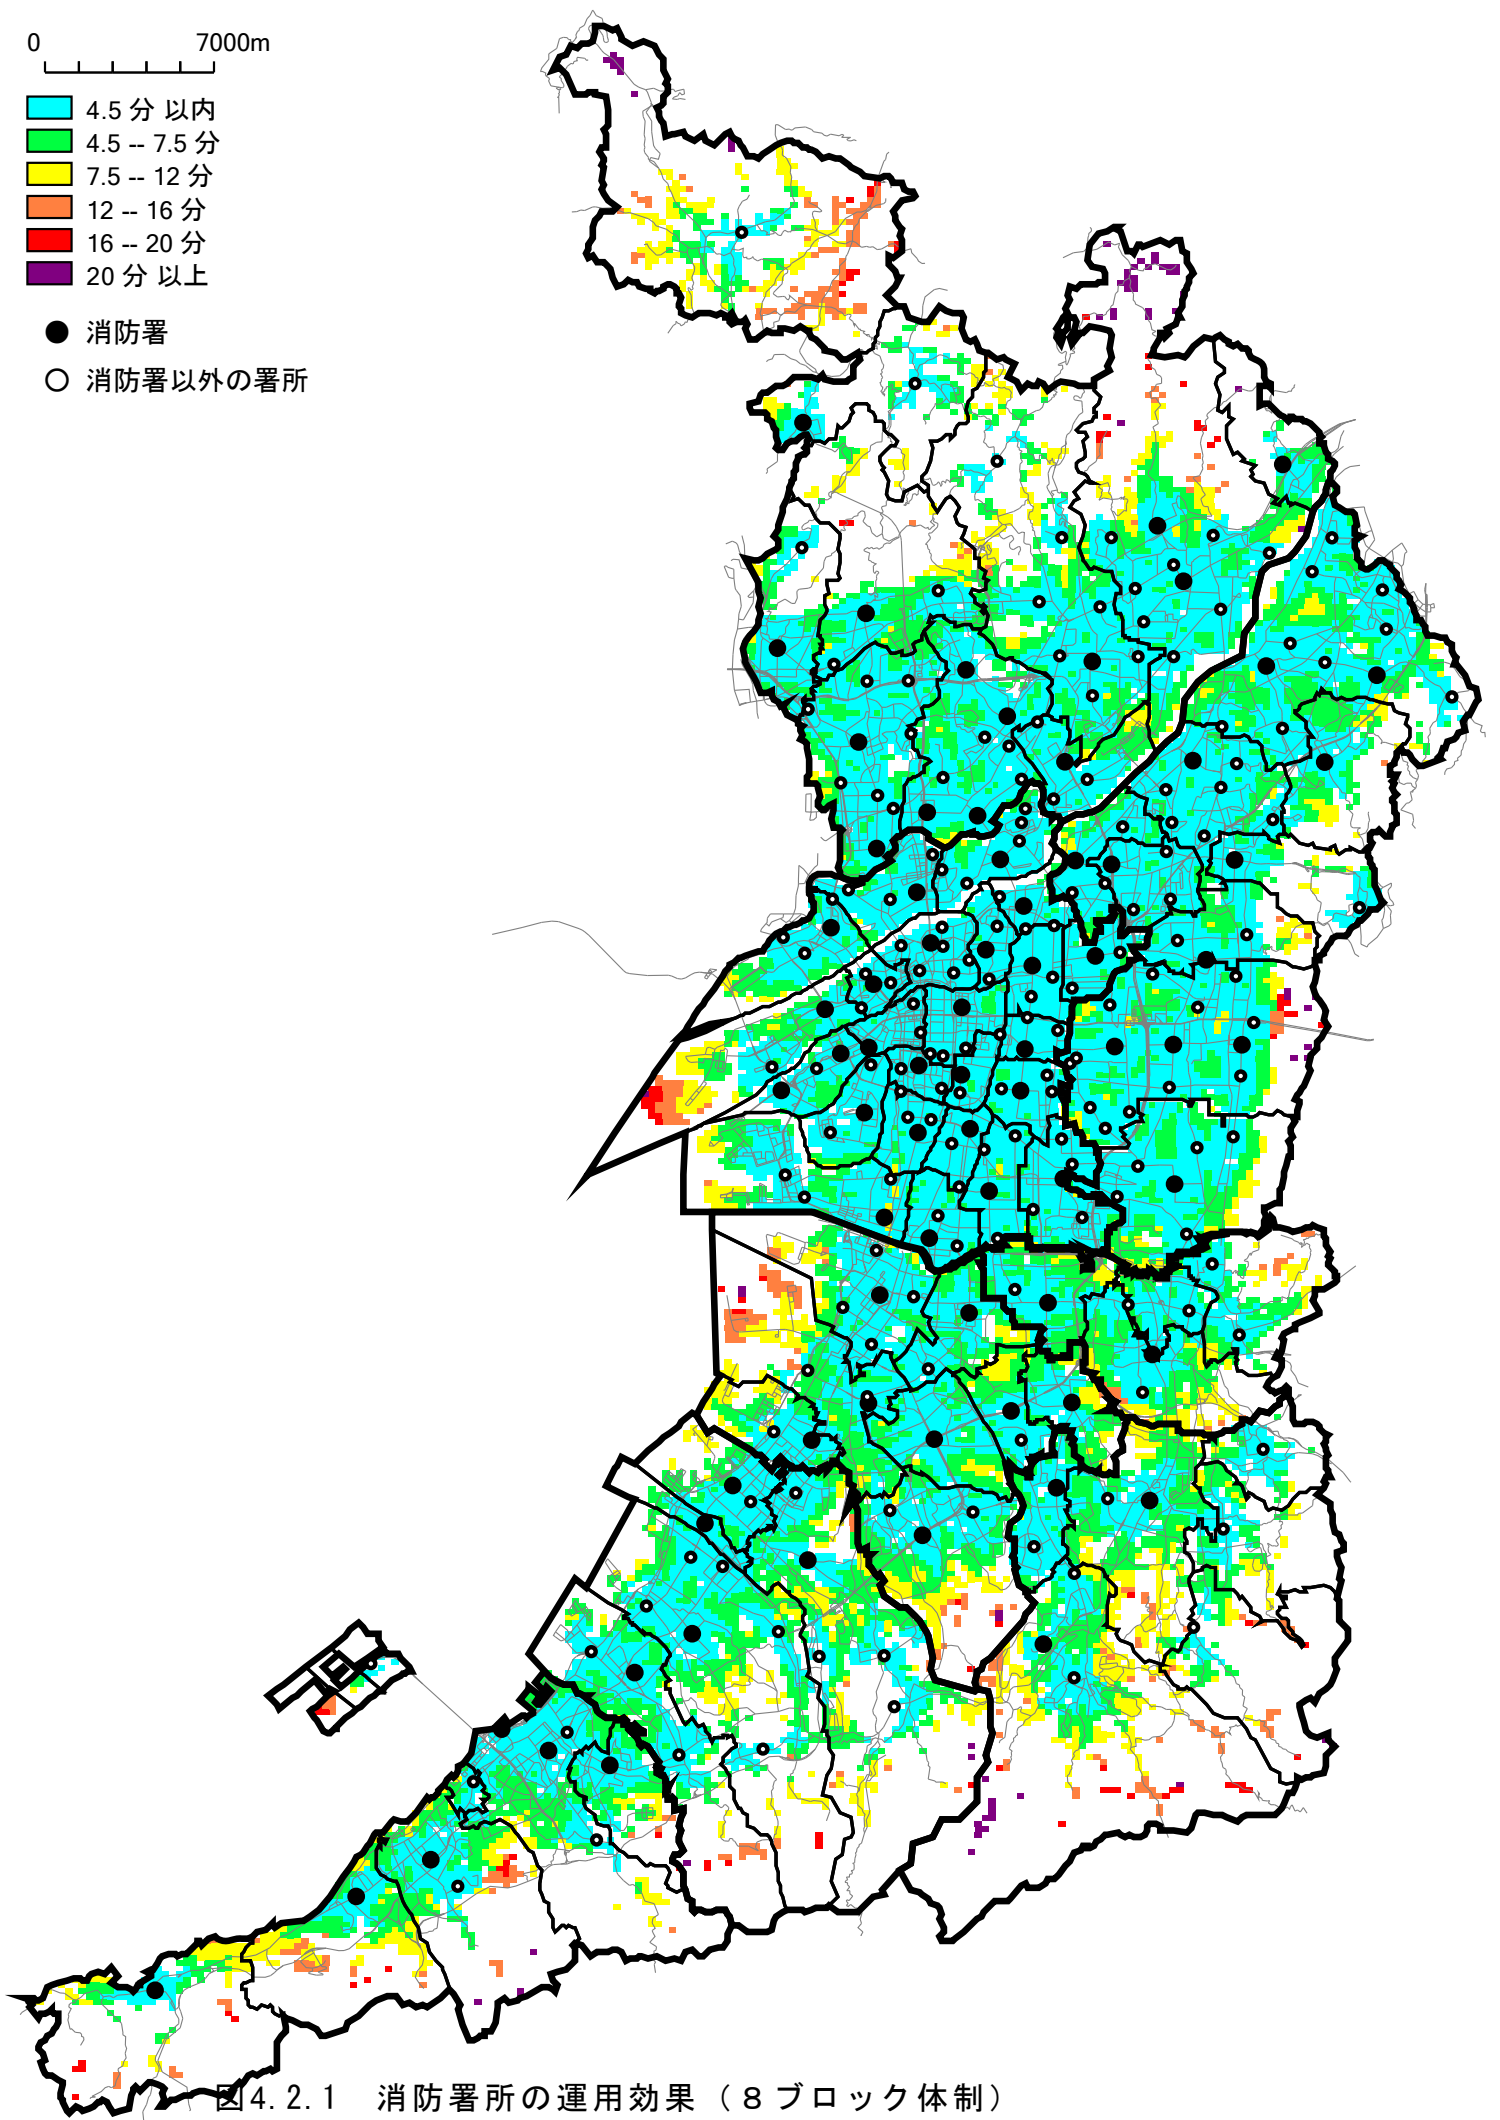 0 7000m
4.5 分 以内
4.5 -- 7.5 分
7.5 -- 12 分
12 -- 16 分
16 -- 20 分
20 分 以上
消防署
消防署以外の署所
図4.2.1　消防署所の運用効果（８ブロック体制）